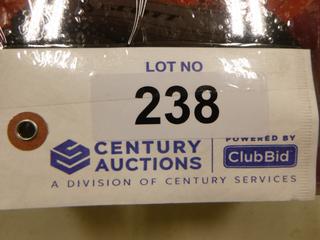 LOT NO
238
CENTURY
AUCTIONS
POWERED BY
ClubBid
A DIVISION OF CENTURY SERVICES